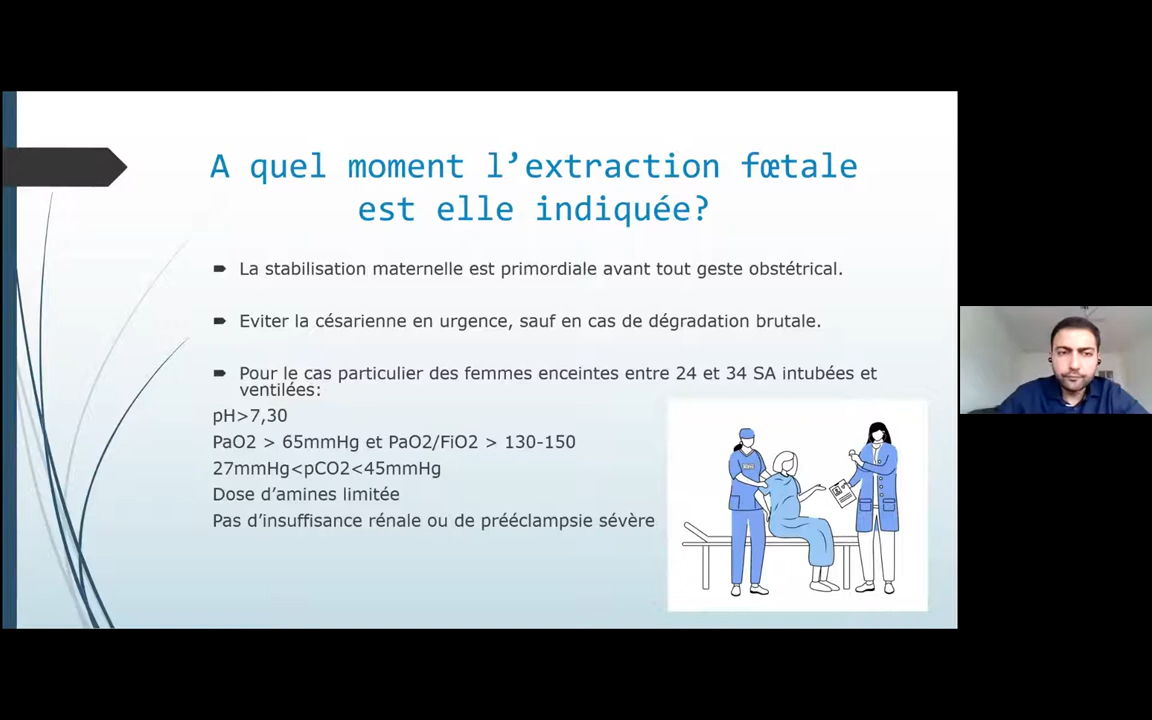 A quel moment l’extraction fœtale
est elle indiquée?
La stabilisation maternelle est primordiale avant tout geste obstétrical.
Eviter la césarienne en urgence, sauf en cas de dégradation brutale.
Pour le cas particulier des femmes enceintes entre 24 et 34 SA intubées et
ventilées:
pH>7,30
PaO2 > 65mmHg et PaO2/FiO2 > 130-150
27mmHg<pCO2<45mmHg
Dose d’amines limitée
Pas d’insuffisance rénale ou de prééclampsie sévère